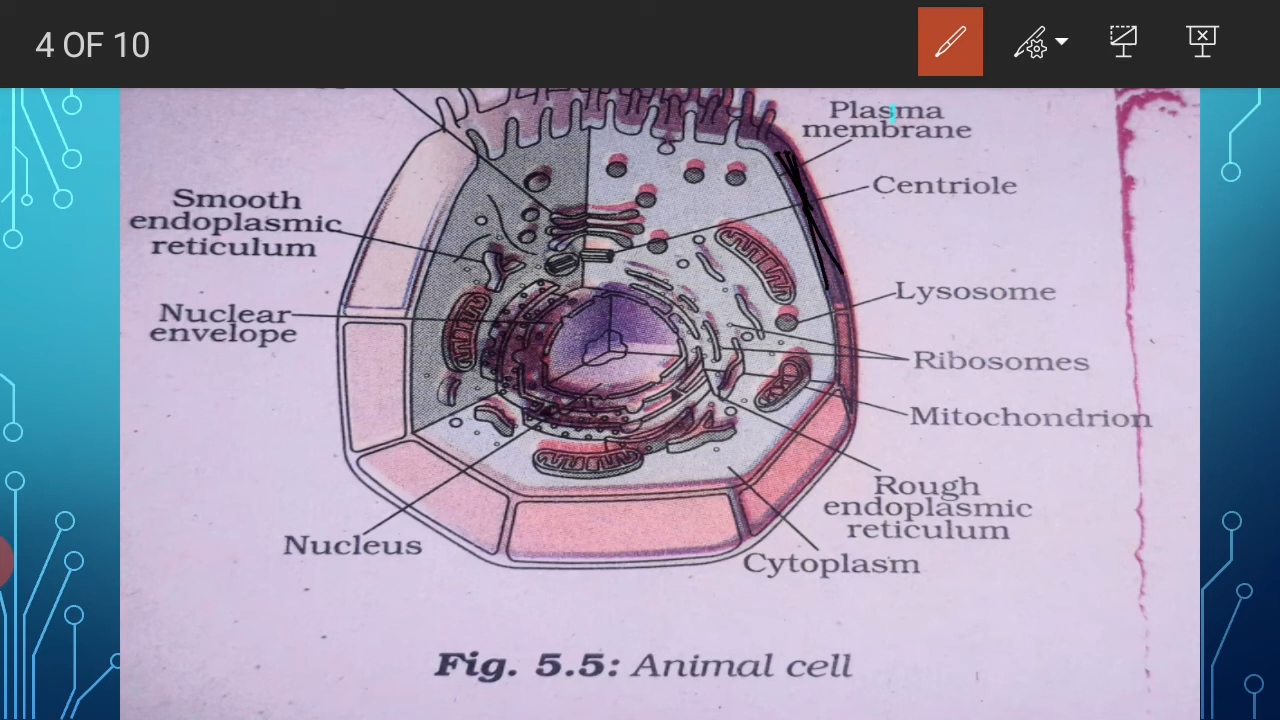 4 OF 10
Plasma
membrane
Centriole
Smooth
endoplasmic
reticulum
Lysosome
Nuclear
envelope
Ribosomes
Mitochondrion
Rough
endoplasmic
reticulum
Nucleus
Cytoplasm
Fig. 5.5: Animal cell